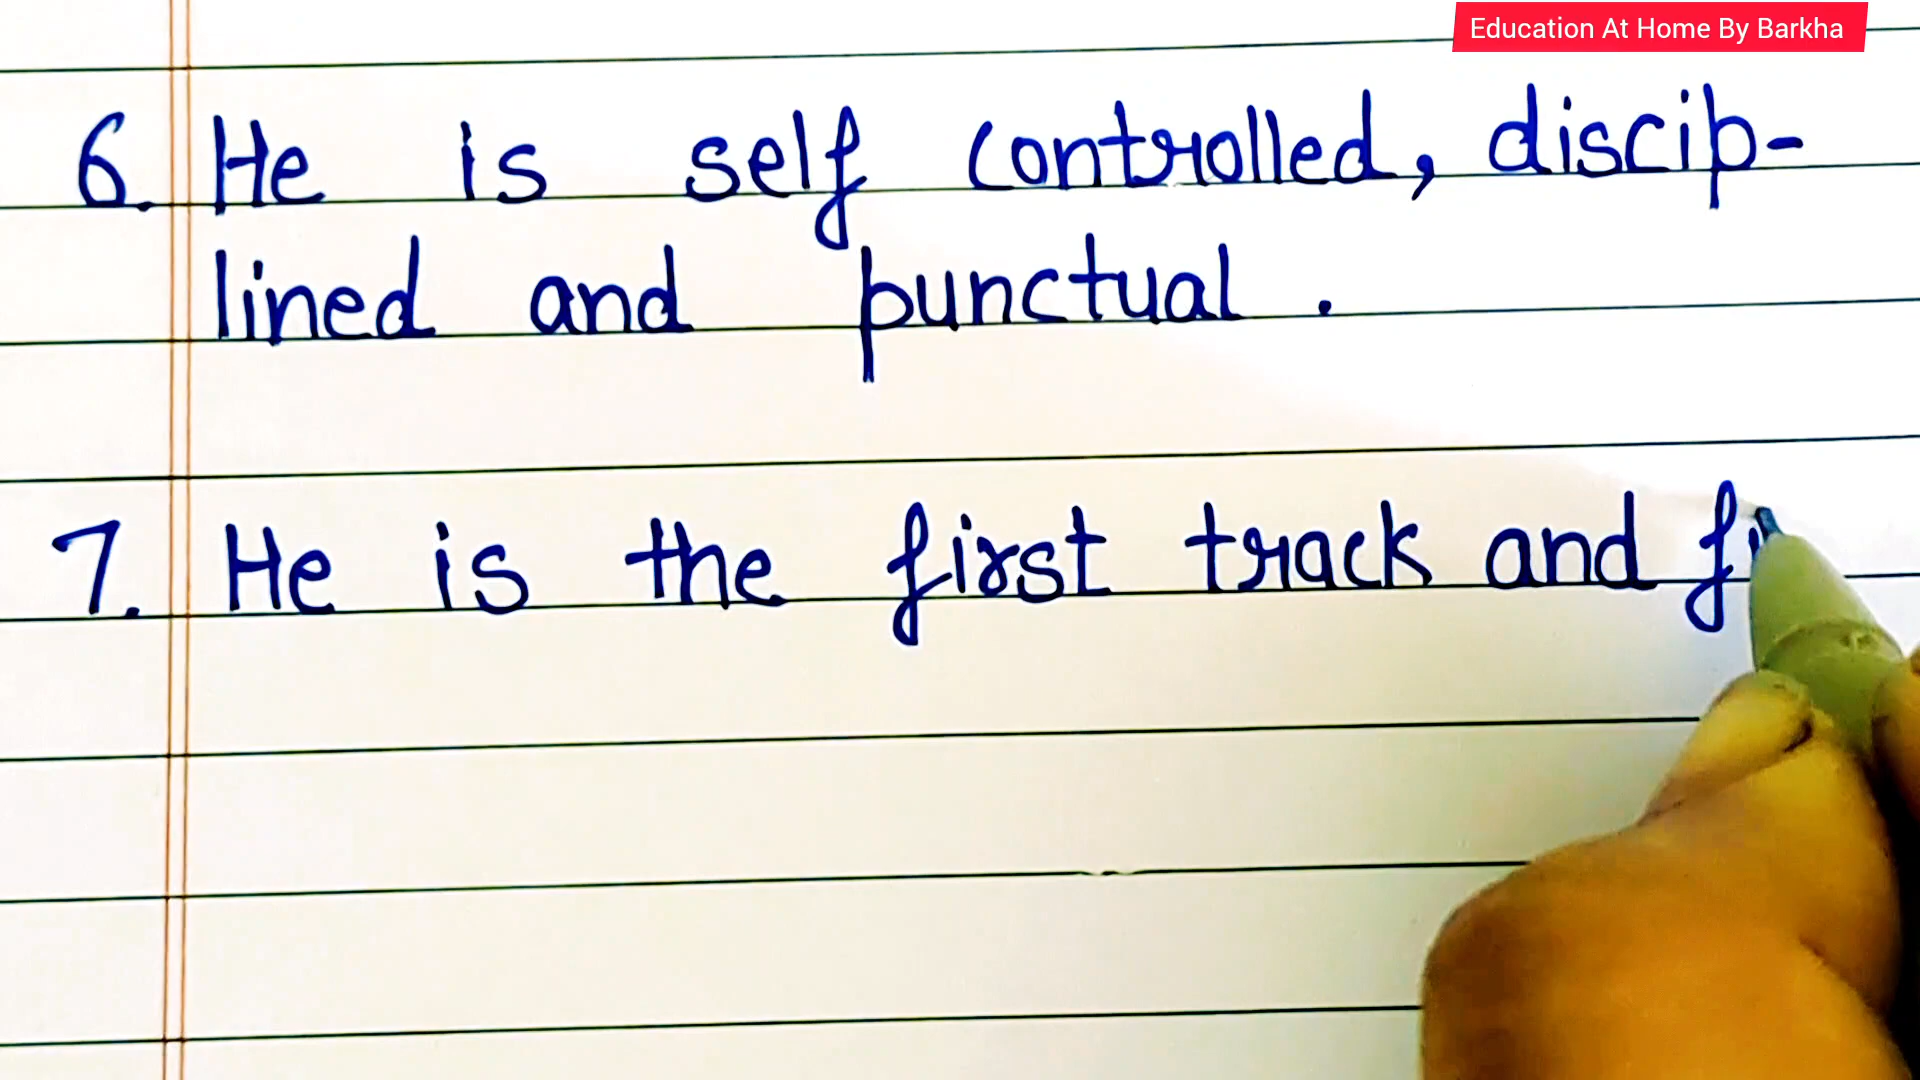 Education At Home By Barkha
6. He is self controlled, discip-
lined and punctual.
7. He is the first track and